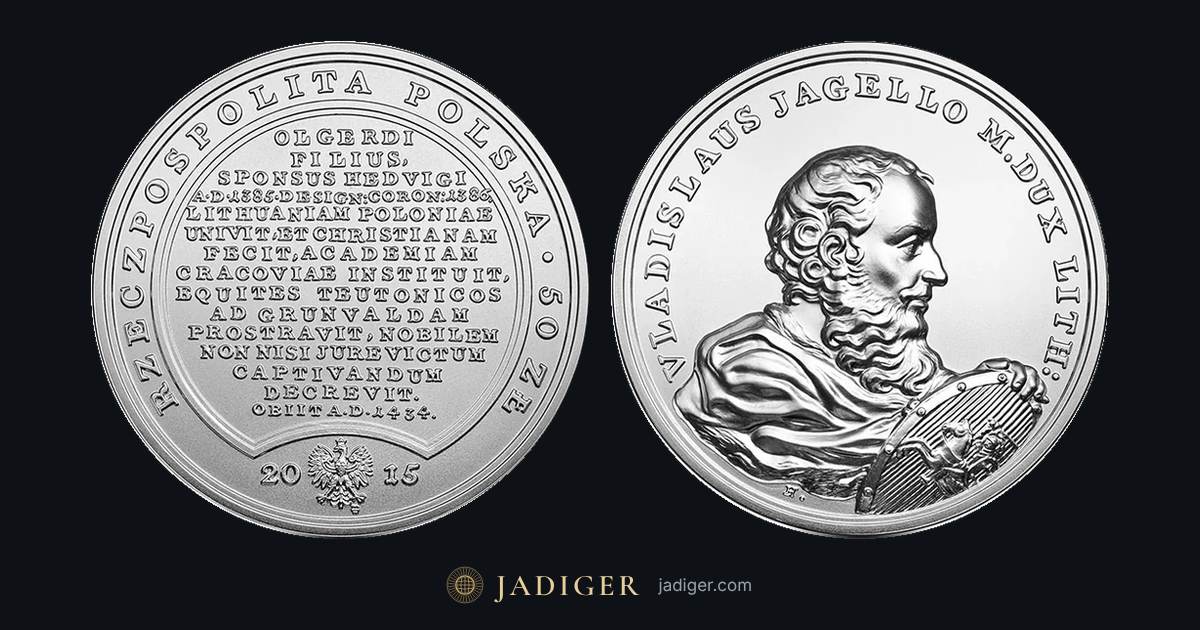 RZECZPOSPOLITA POLSKA · 50 ZŁ
OLGERDI
FILIUS,
SPONSUS HEDVIGI
A·D·1385·DESIGN:CORON:1386,
LITHUANIAM POLONIAE
UNIVIT,ET CHRISTIANAM
FECIT,ACADEMIAM
CRACOVIAE INSTITUIT,
EQUITES TEUTONICOS
AD GRUNVALDAM
PROSTRAVIT, NOBILEM
NON NISI JURE VICTUM
CAPTIVANDUM
DECREVIT.
OBIIT A.D.1434.
20 15
VLADISLAUS JAGELLO M.DUX LITH:
JADIGER
jadiger.com